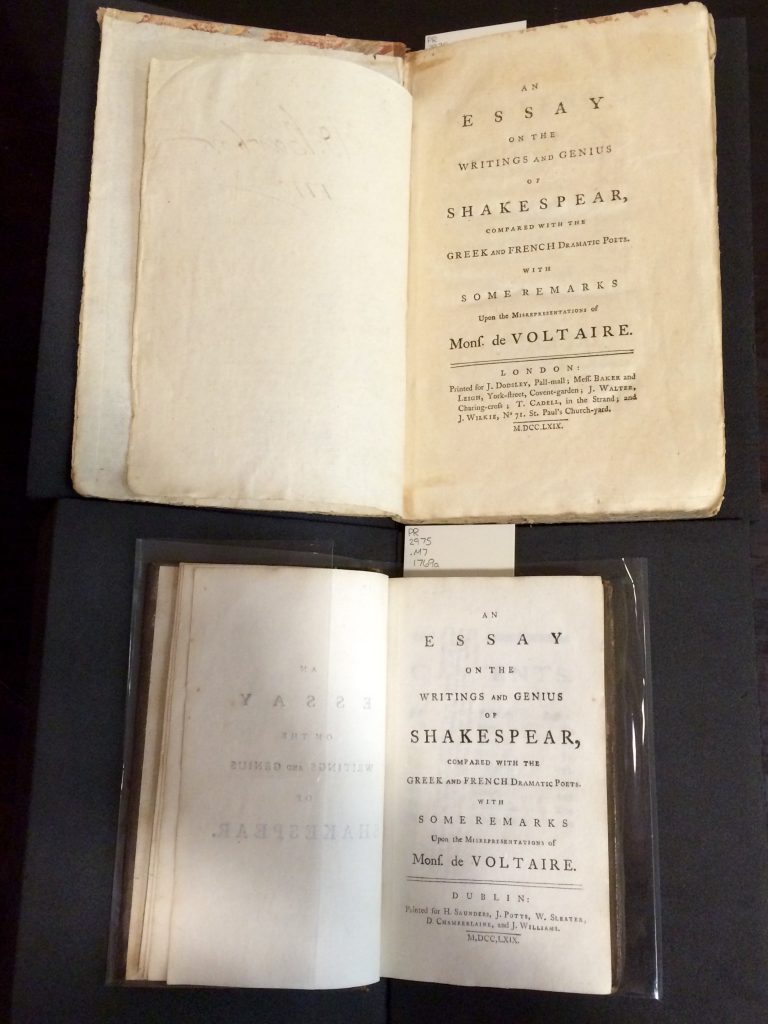 PR
AN
ESSAY
ON THE
WRITINGS AND GENIUS
OF
SHAKESPEAR,
COMPARED WITH THE
GREEK AND FRENCH DRAMATIC POETS.
WITH
SOME REMARKS
Upon the MISREPRESENTATIONS of
Monſ. de VOLTAIRE.
LONDON:
Printed for J. DODSLEY, Pall-mall; Meſſ. BAKER and
LEIGH, York-ſtreet, Covent-garden; J. WALTER,
Charing-croſs; T. CADELL, in the Strand; and
J. WILKIE, No 71. St. Paul's Church-yard.
M.DCC.LXIX.
PR
2975
.M7
1769a
AN
ESSAY
ON THE
WRITINGS AND GENIUS
OF
SHAKESPEAR,
COMPARED WITH THE
GREEK AND FRENCH DRAMATIC POETS.
WITH
SOME REMARKS
Upon the MISREPRESENTATIONS of
Monſ. de VOLTAIRE.
DUBLIN:
Printed for H. SAUNDERS, J. POTTS, W. SLEATER,
D. CHAMBERLAINE, and J. WILLIAMS.
M,DCC,LXIX.